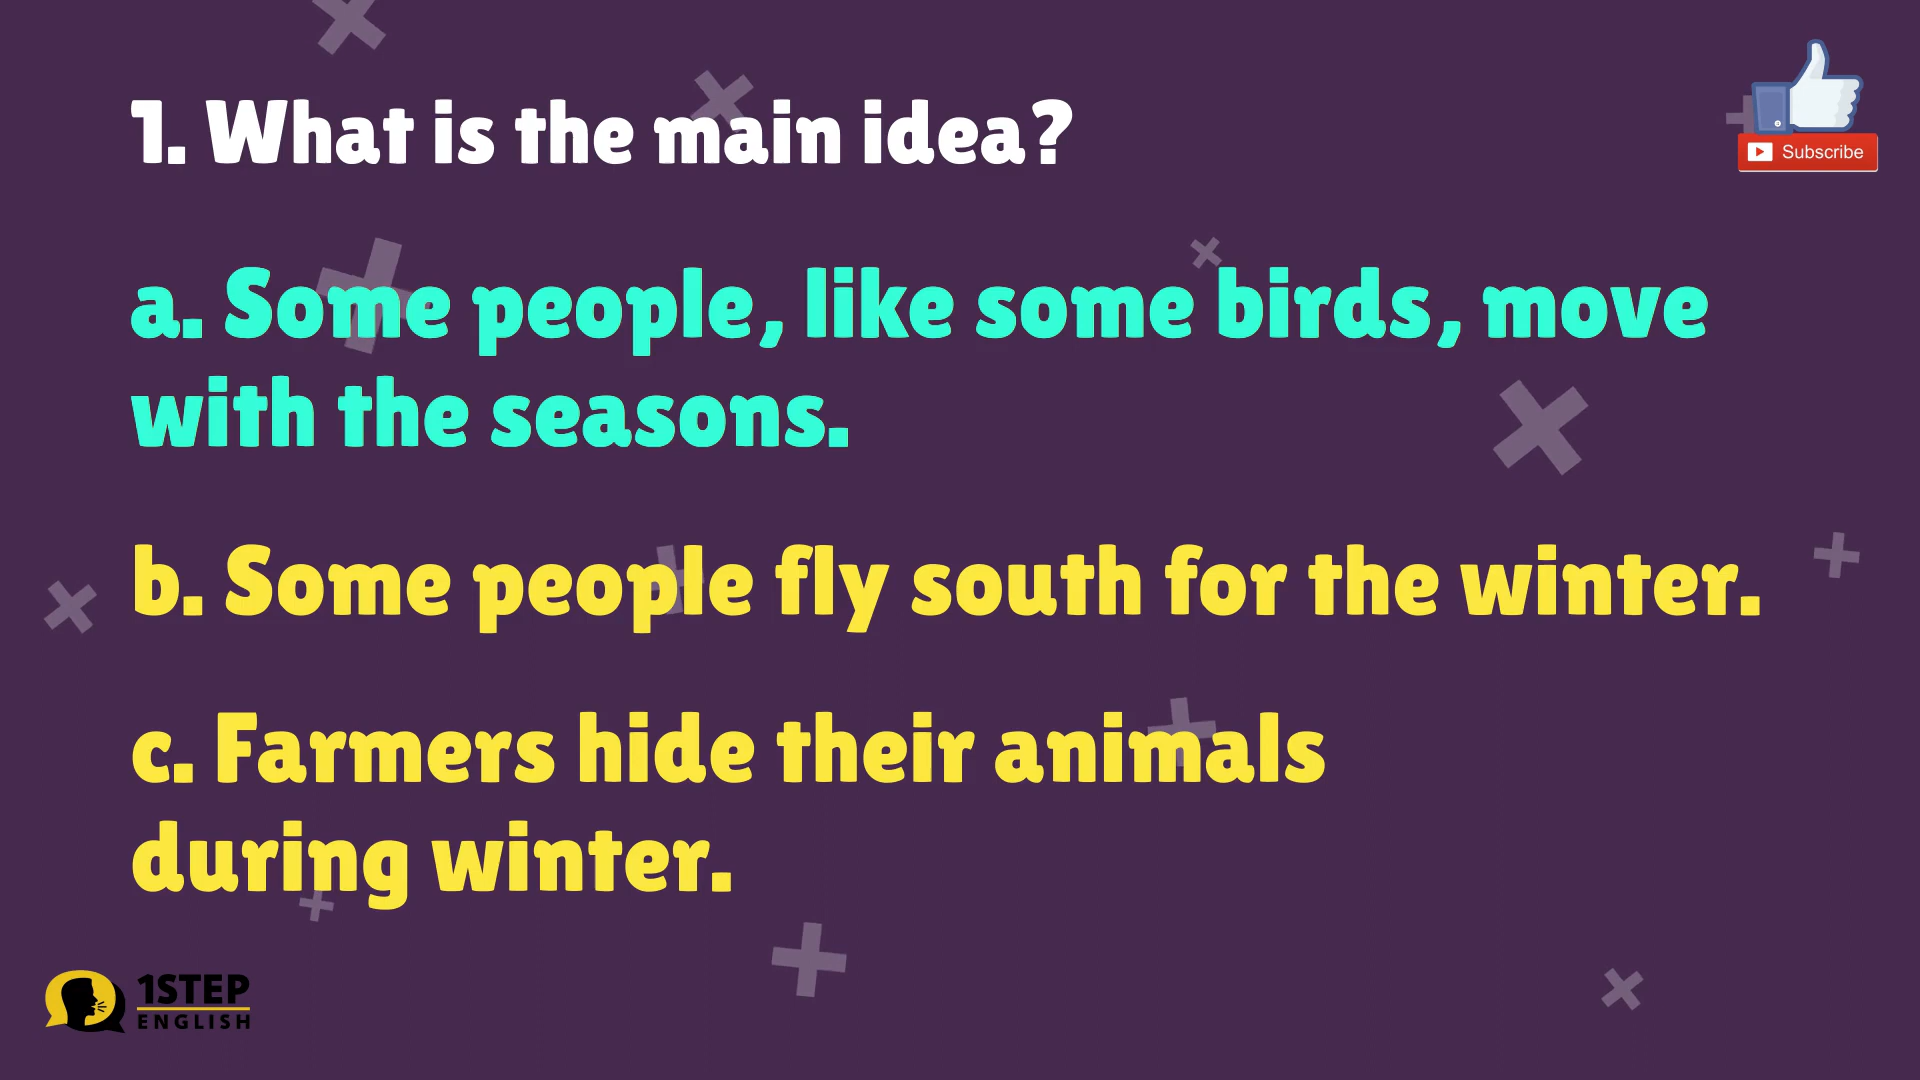 1. What is the main idea?
Subscribe
a. Some people, like some birds, move
with the seasons.
b. Some people fly south for the winter.
c. Farmers hide their animals
during winter.
1STEP
ENGLISH